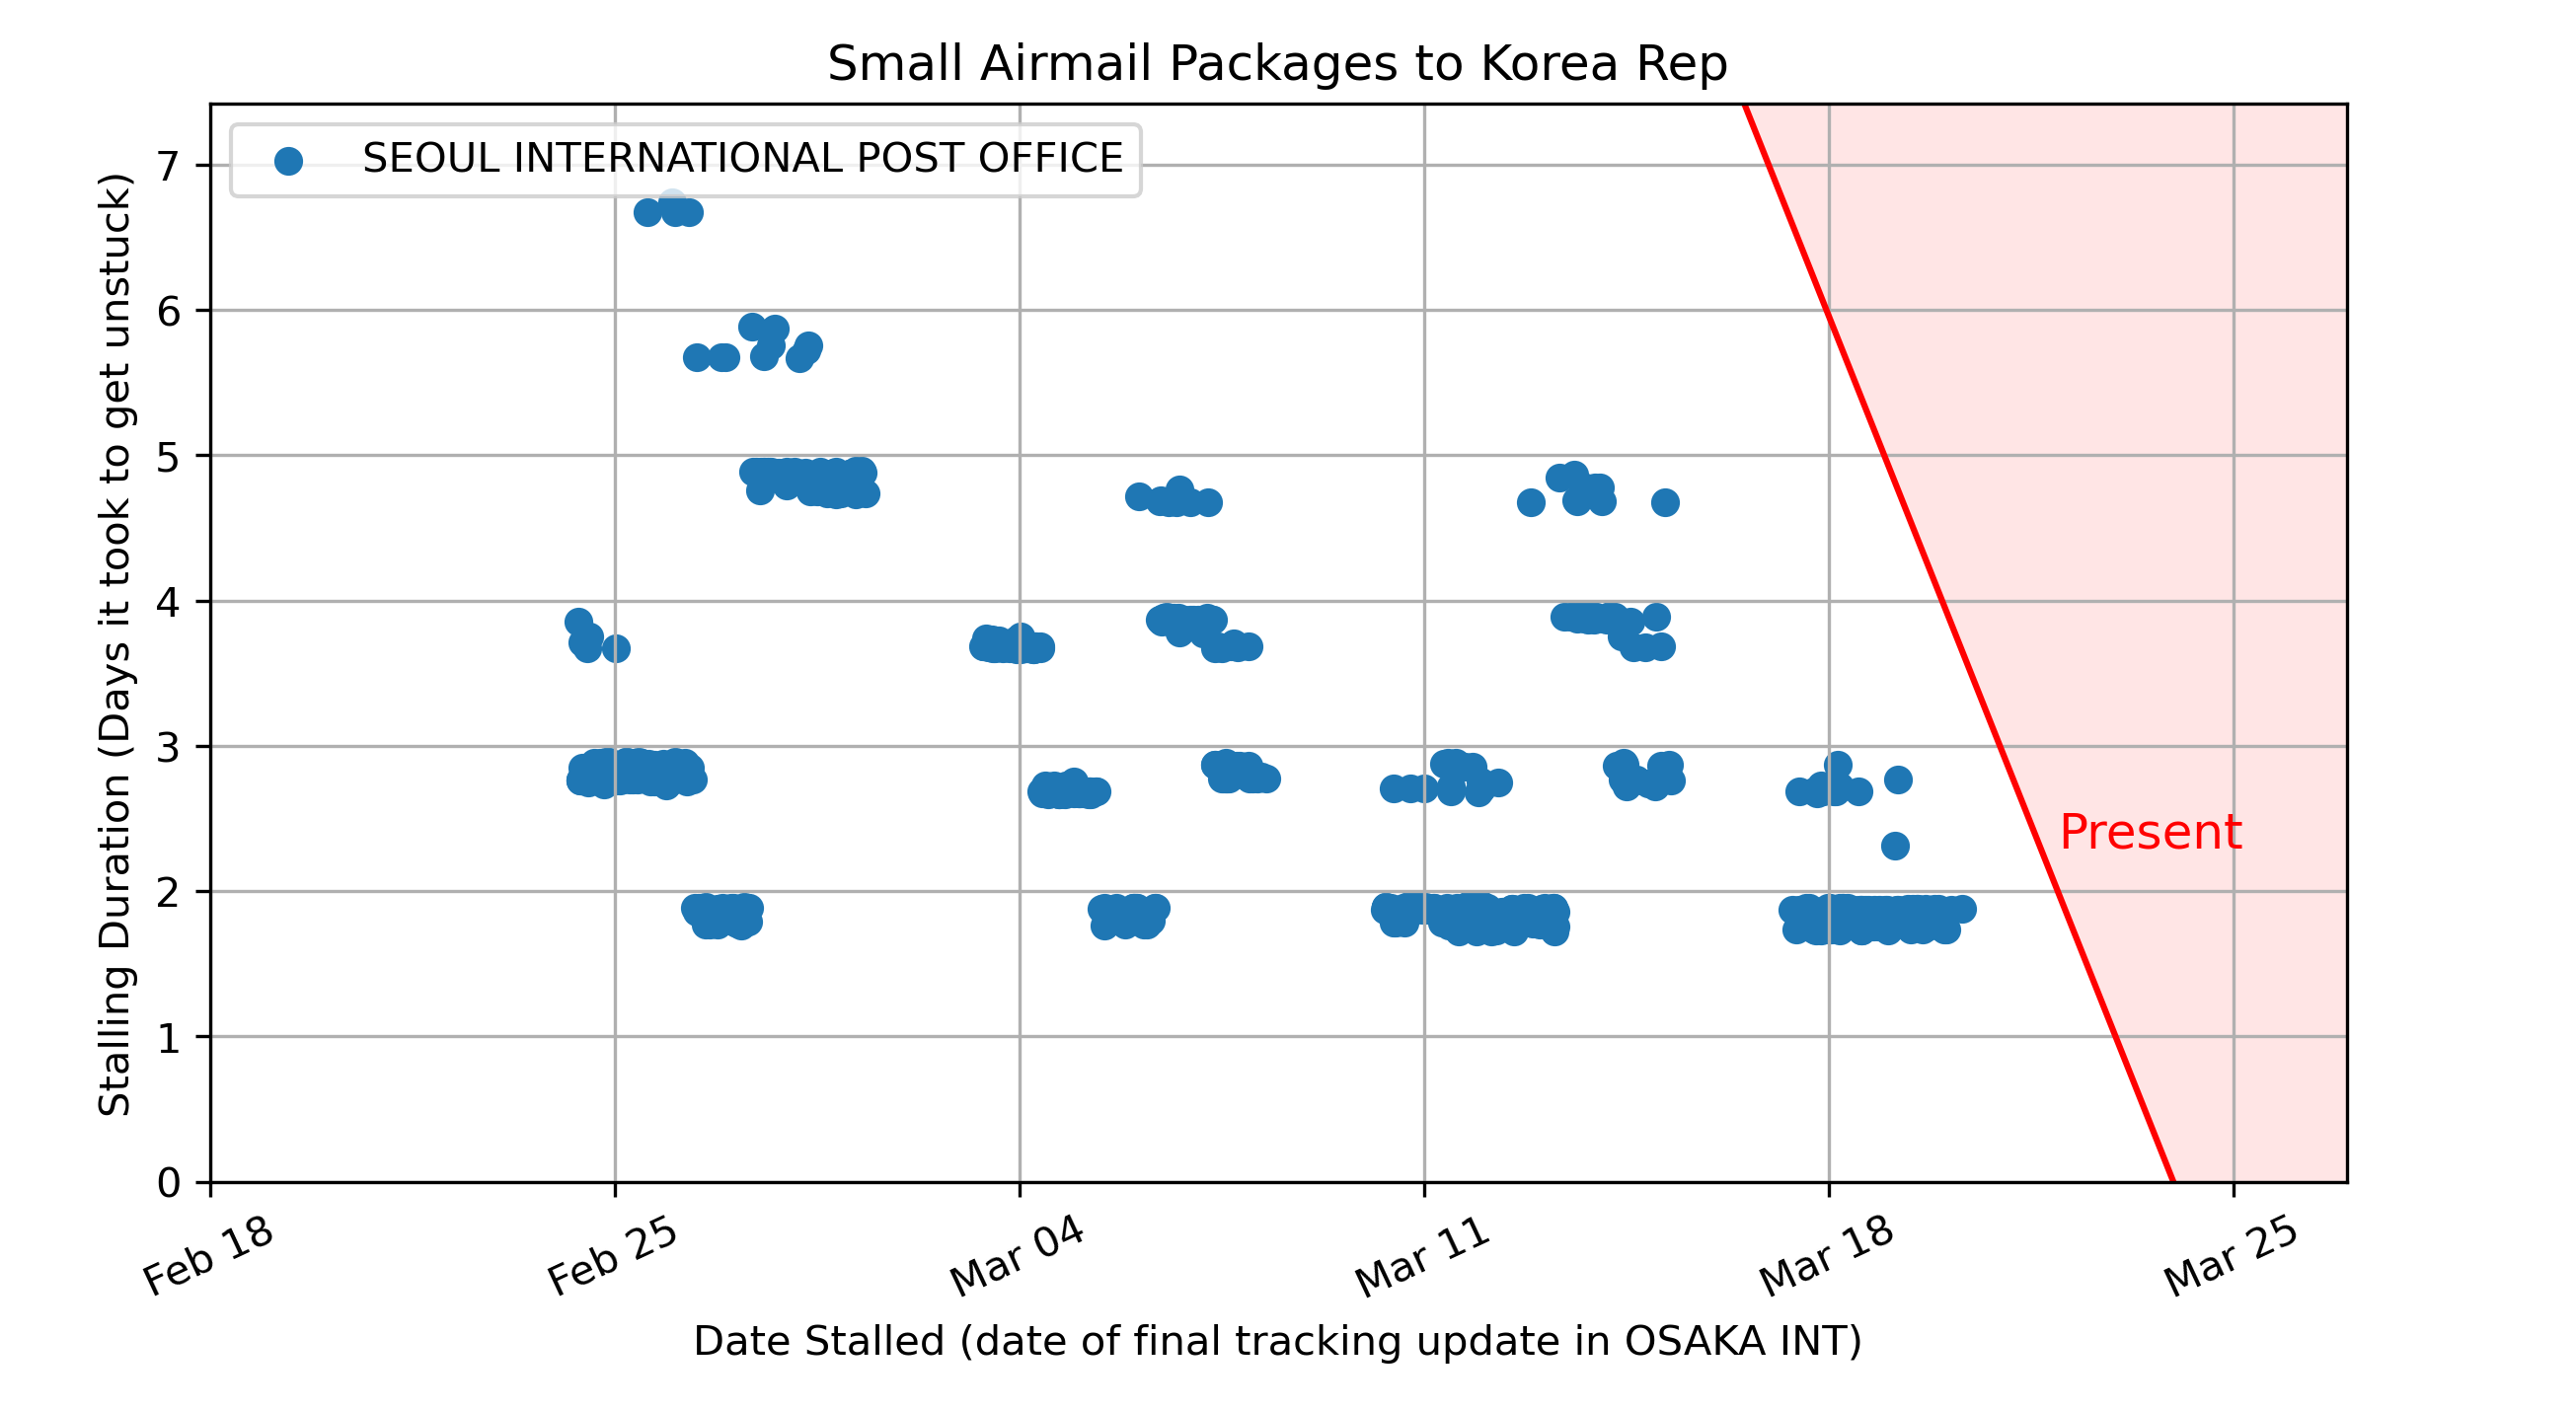 Small Airmail Packages to Korea Rep
SEOUL INTERNATIONAL POST OFFICE
Stalling Duration (Days it took to get unstuck)
7
6
5
4
3
2
1
0
Present
Feb 18
Feb 25
Mar 04
Mar 11
Mar 18
Mar 25
Date Stalled (date of final tracking update in OSAKA INT)